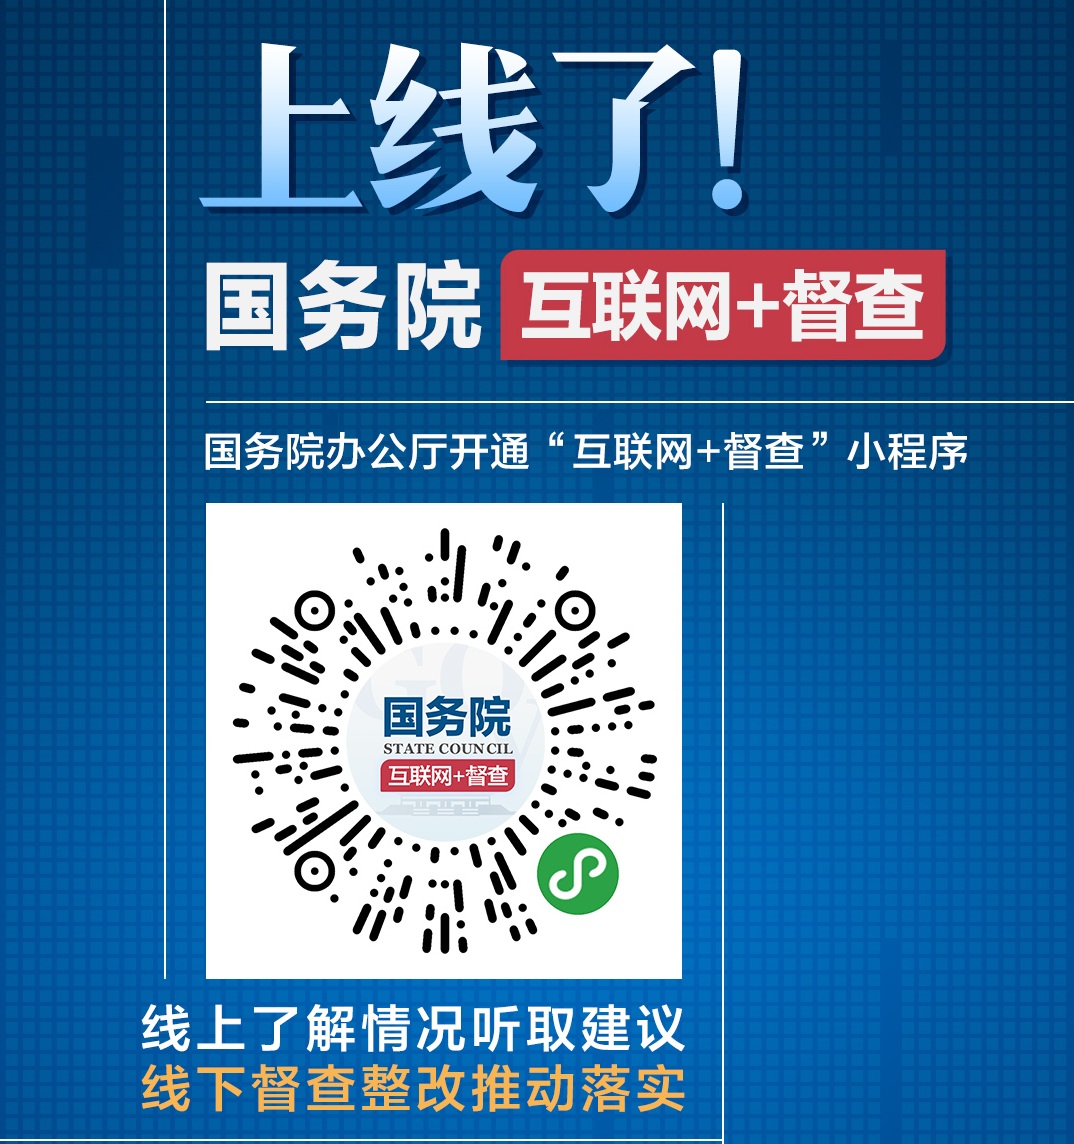 上线了!
国务院 互联网+督查
国务院办公厅开通“互联网+督查”小程序
国务院
STATE COUNCIL
互联网+督查
线上了解情况听取建议
线下督查整改推动落实